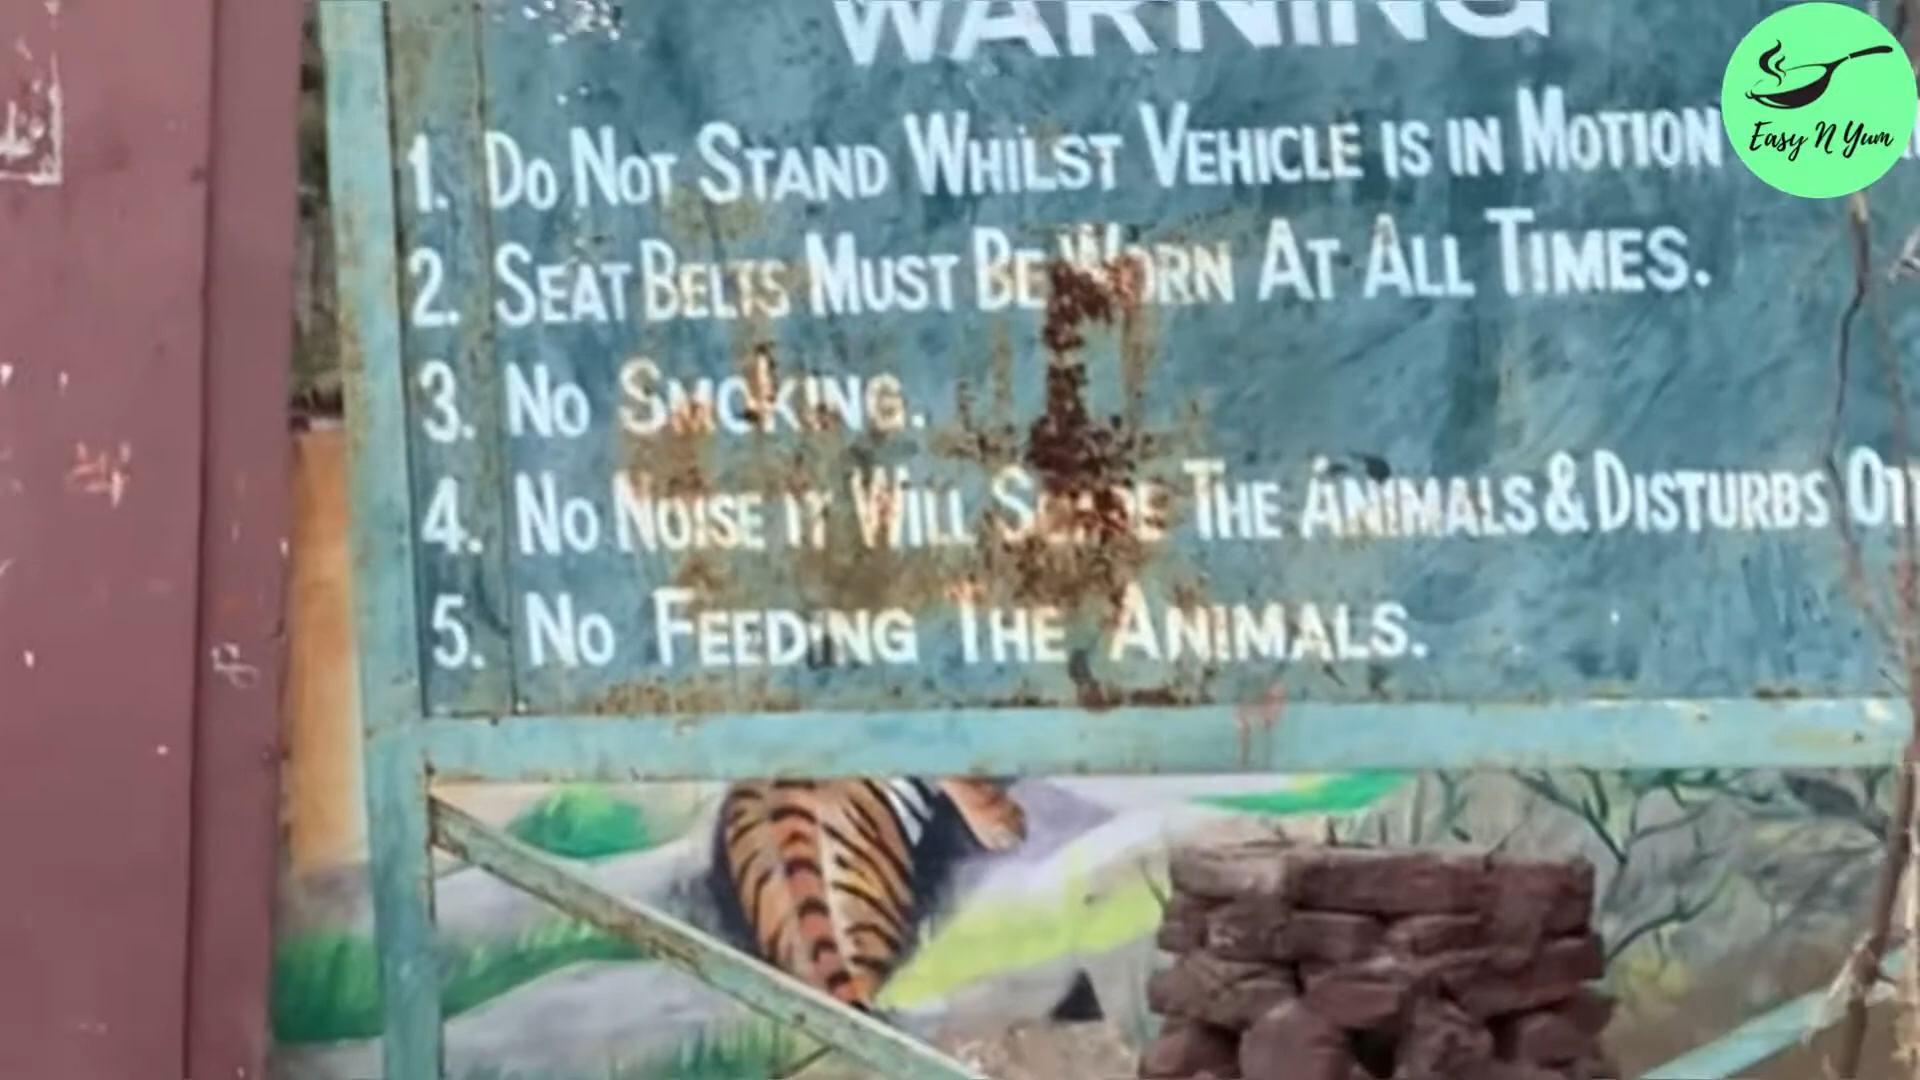 WARNING
1. DO NOT STAND WHILST VEHICLE IS IN MOTION
2. SEAT BELTS MUST BE WORN AT ALL TIMES.
3. NO SMOKING.
4. NO NOISE IT WILL SCARE THE ANIMALS & DISTURBS
5. NO FEEDING THE ANIMALS.
Easy N Yum